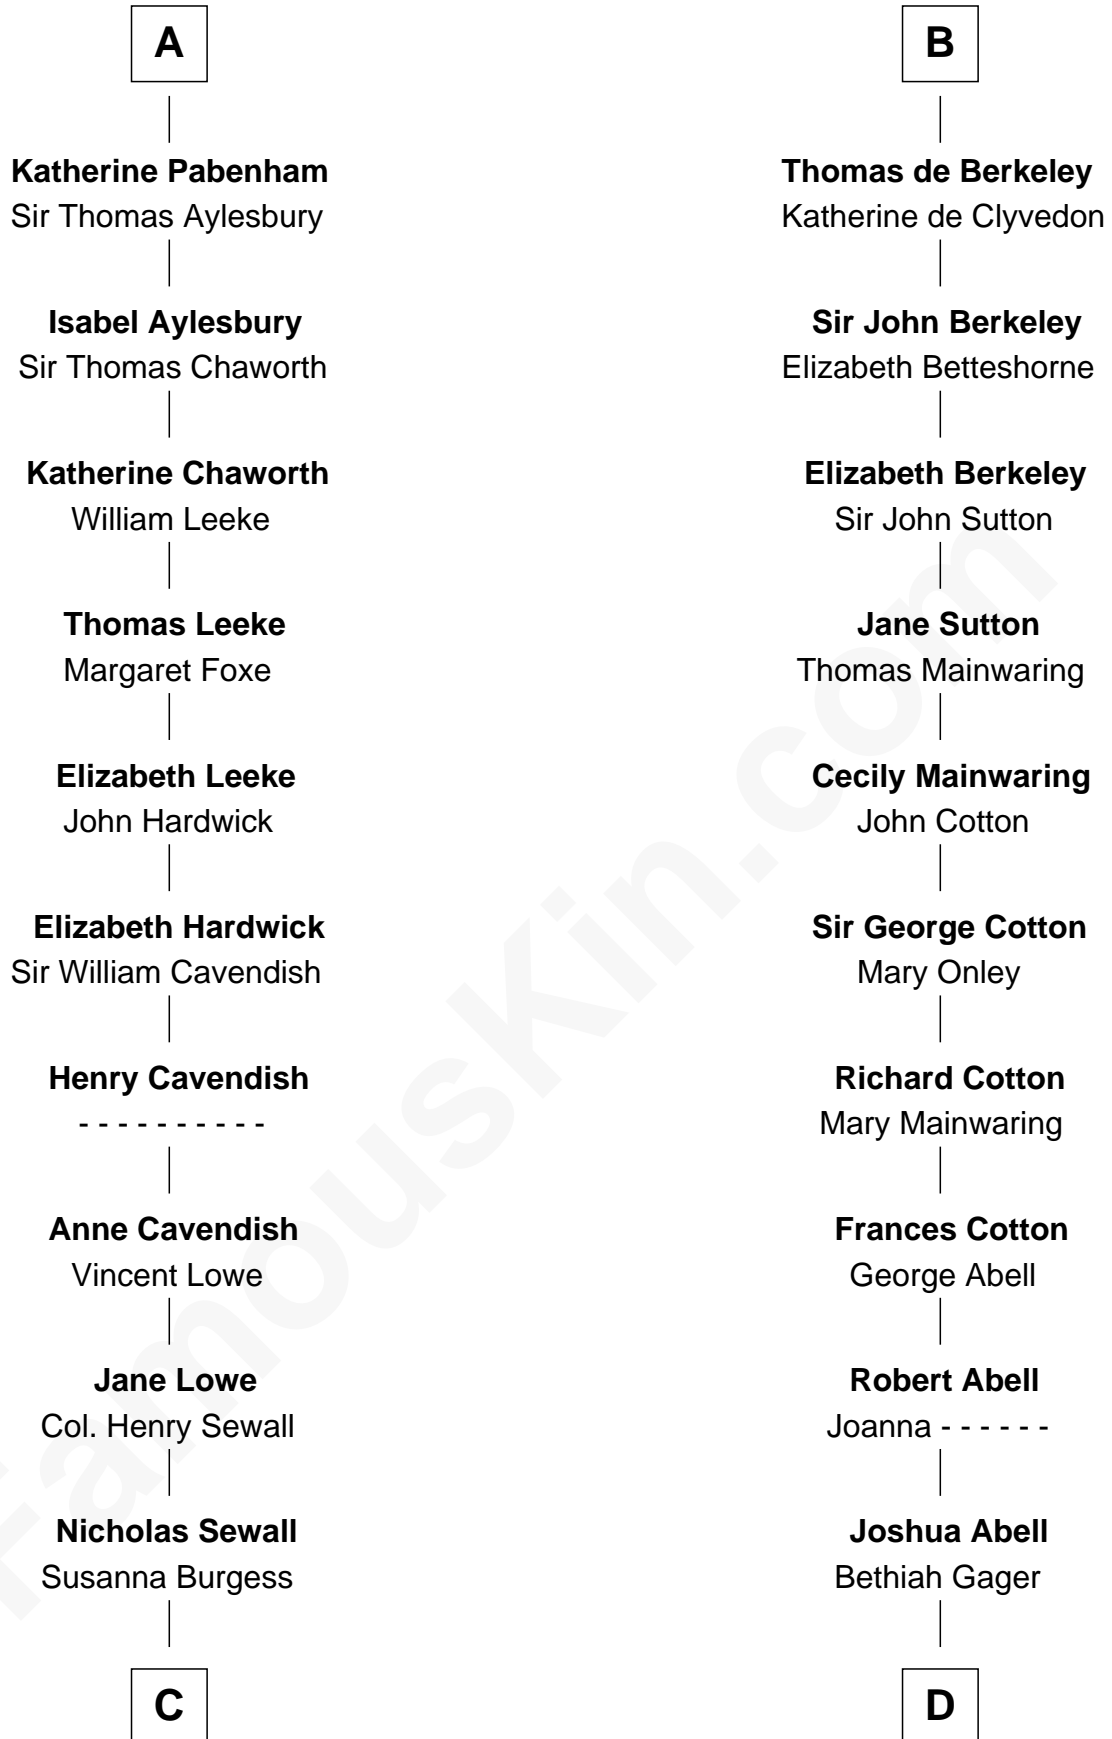 A
Katherine Pabenham
Sir Thomas Aylesbury
Isabel Aylesbury
Sir Thomas Chaworth
Katherine Chaworth
William Leeke
Thomas Leeke
Margaret Foxe
Elizabeth Leeke
John Hardwick
Elizabeth Hardwick
Sir William Cavendish
Henry Cavendish
- - - - - - - - - -
Anne Cavendish
Vincent Lowe
Jane Lowe
Col. Henry Sewall
Nicholas Sewall
Susanna Burgess
C
B
Thomas de Berkeley
Katherine de Clyvedon
Sir John Berkeley
Elizabeth Betteshorne
Elizabeth Berkeley
Sir John Sutton
Jane Sutton
Thomas Mainwaring
Cecily Mainwaring
John Cotton
Sir George Cotton
Mary Onley
Richard Cotton
Mary Mainwaring
Frances Cotton
George Abell
Robert Abell
Joanna - - - - - -
Joshua Abell
Bethiah Gager
D
FamousKin.com